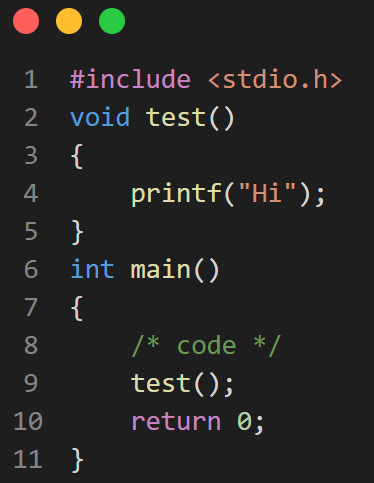 1 #include <stdio.h>
2 void test()
3 {
4     printf("Hi");
5 }
6 int main()
7 {
8     /* code */
9     test();
10     return 0;
11 }